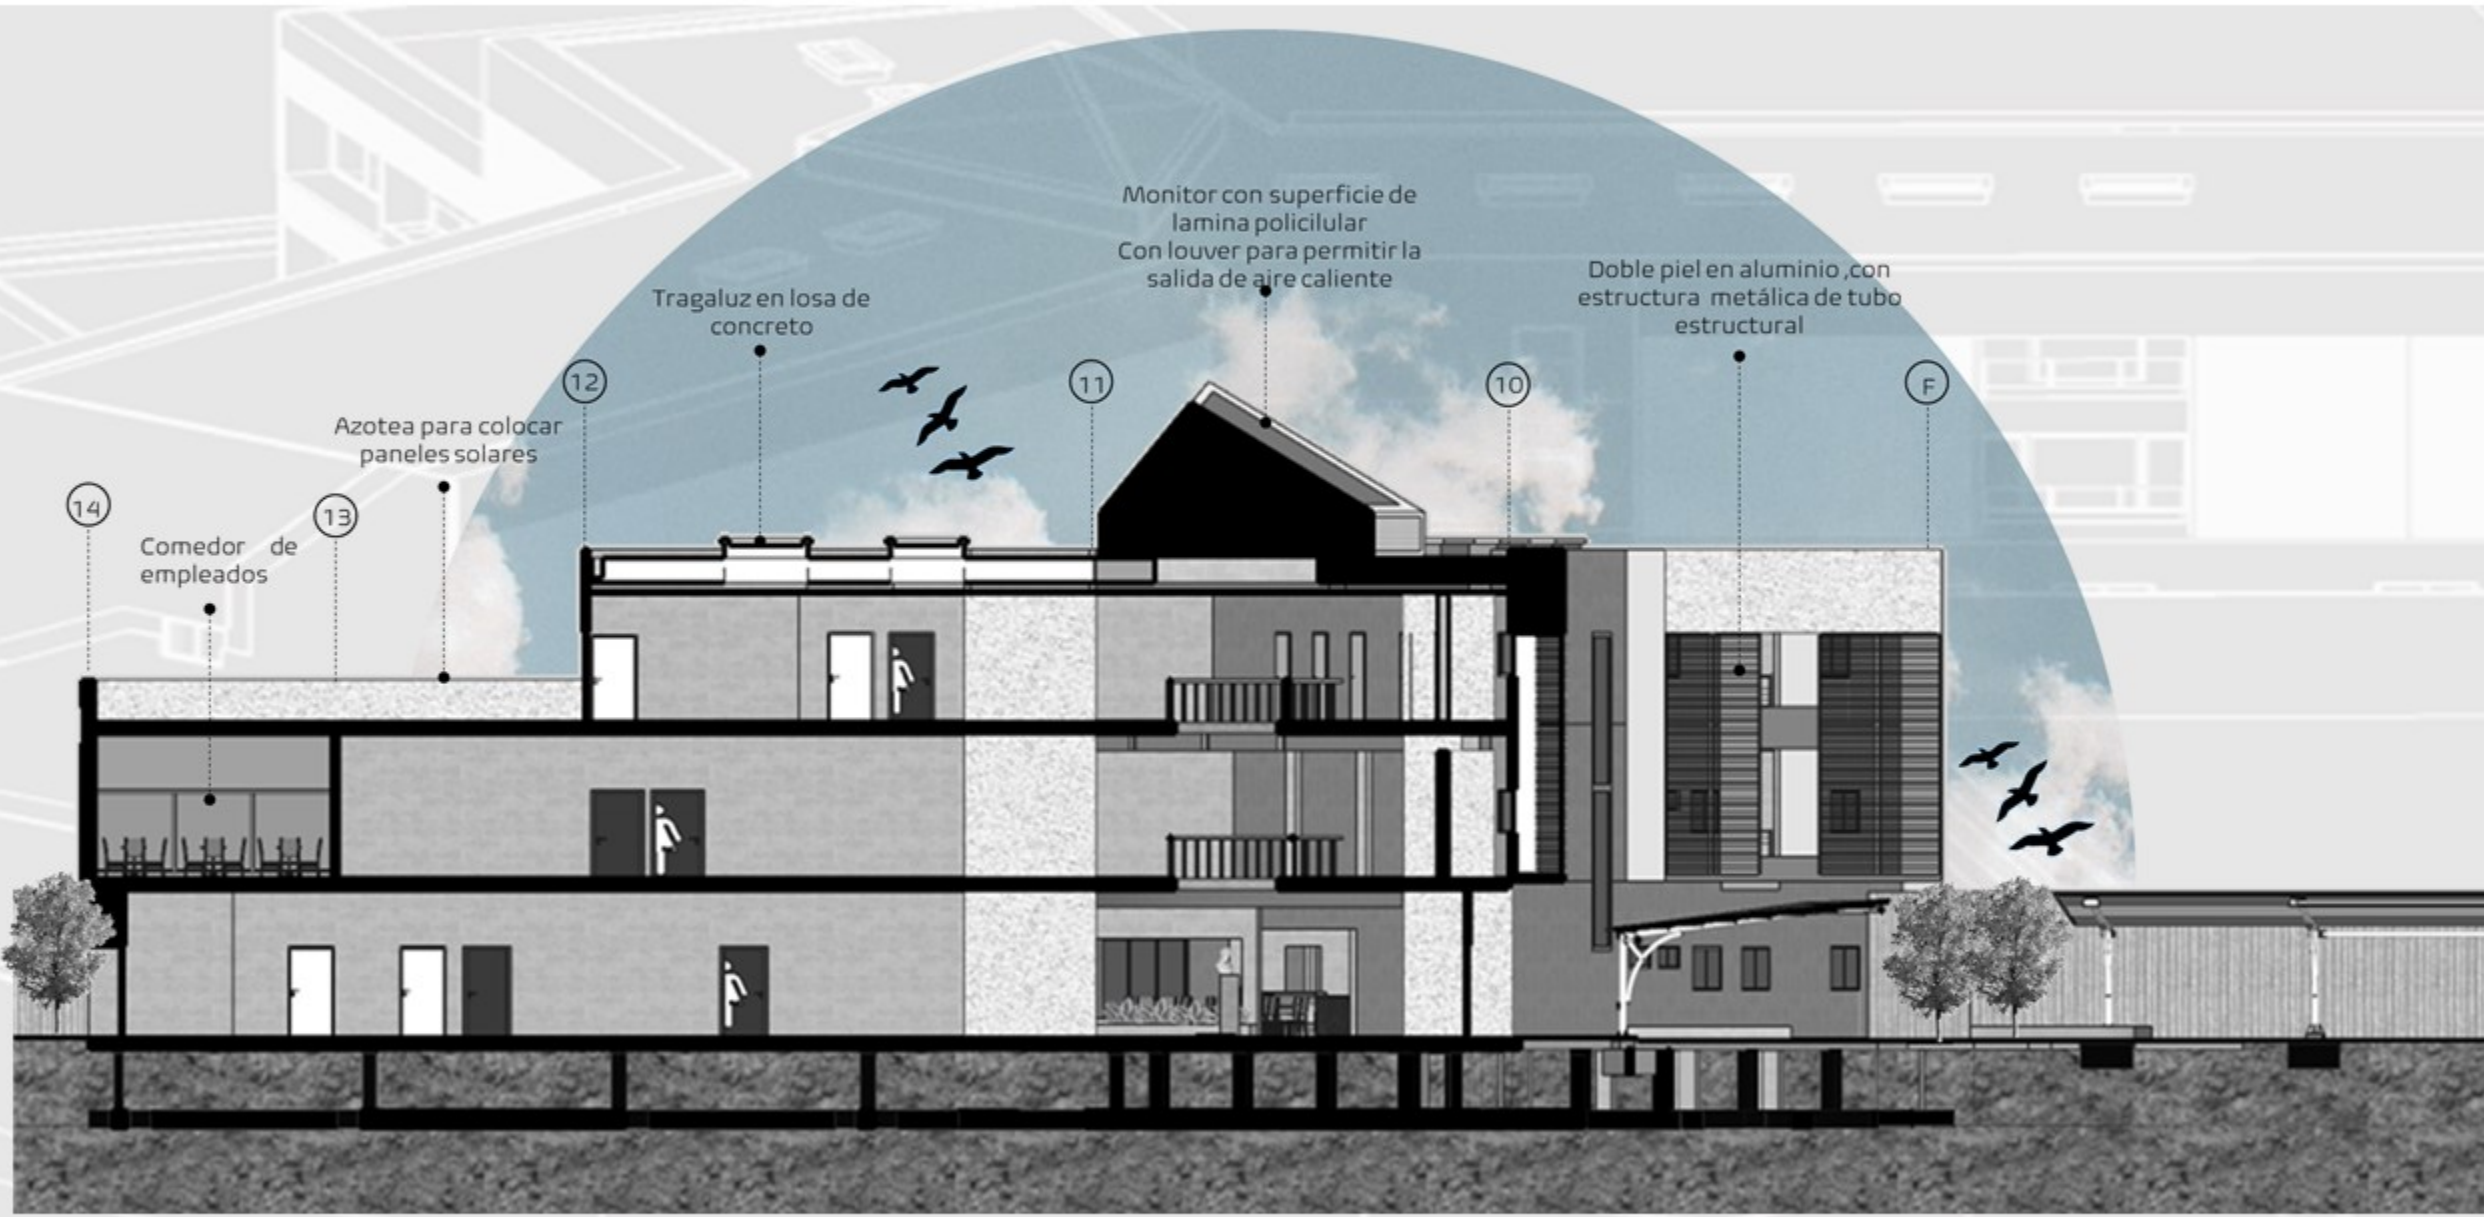 Monitor con superficie de
lamina policilular
Con louver para permitir la
salida de aire caliente
Doble piel en aluminio ,con
estructura metálica de tubo
estructural
Tragaluz en losa de
concreto
12
11
10
F
Azotea para colocar
paneles solares
14
13
Comedor de
empleados